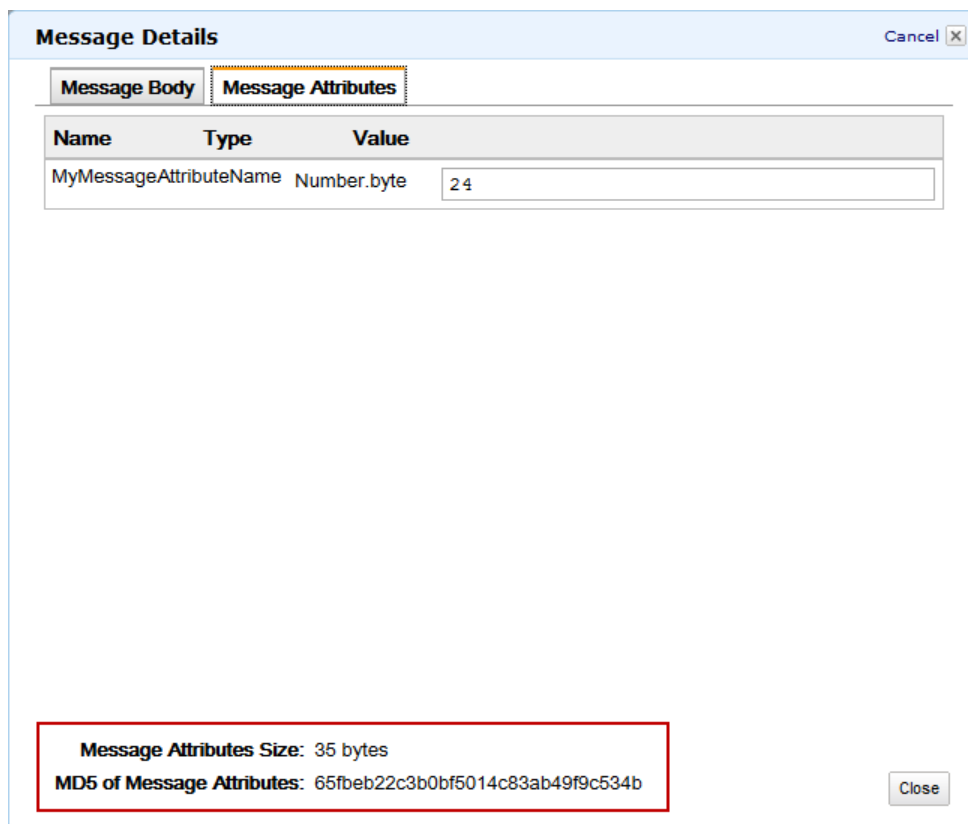 Message Details Cancel
Message Body Message Attributes
Name Type Value
MyMessageAttributeName Number.byte 24
Message Attributes Size: 35 bytes
MD5 of Message Attributes: 65fbeb22c3b0bf5014c83ab49f9c534b
Close